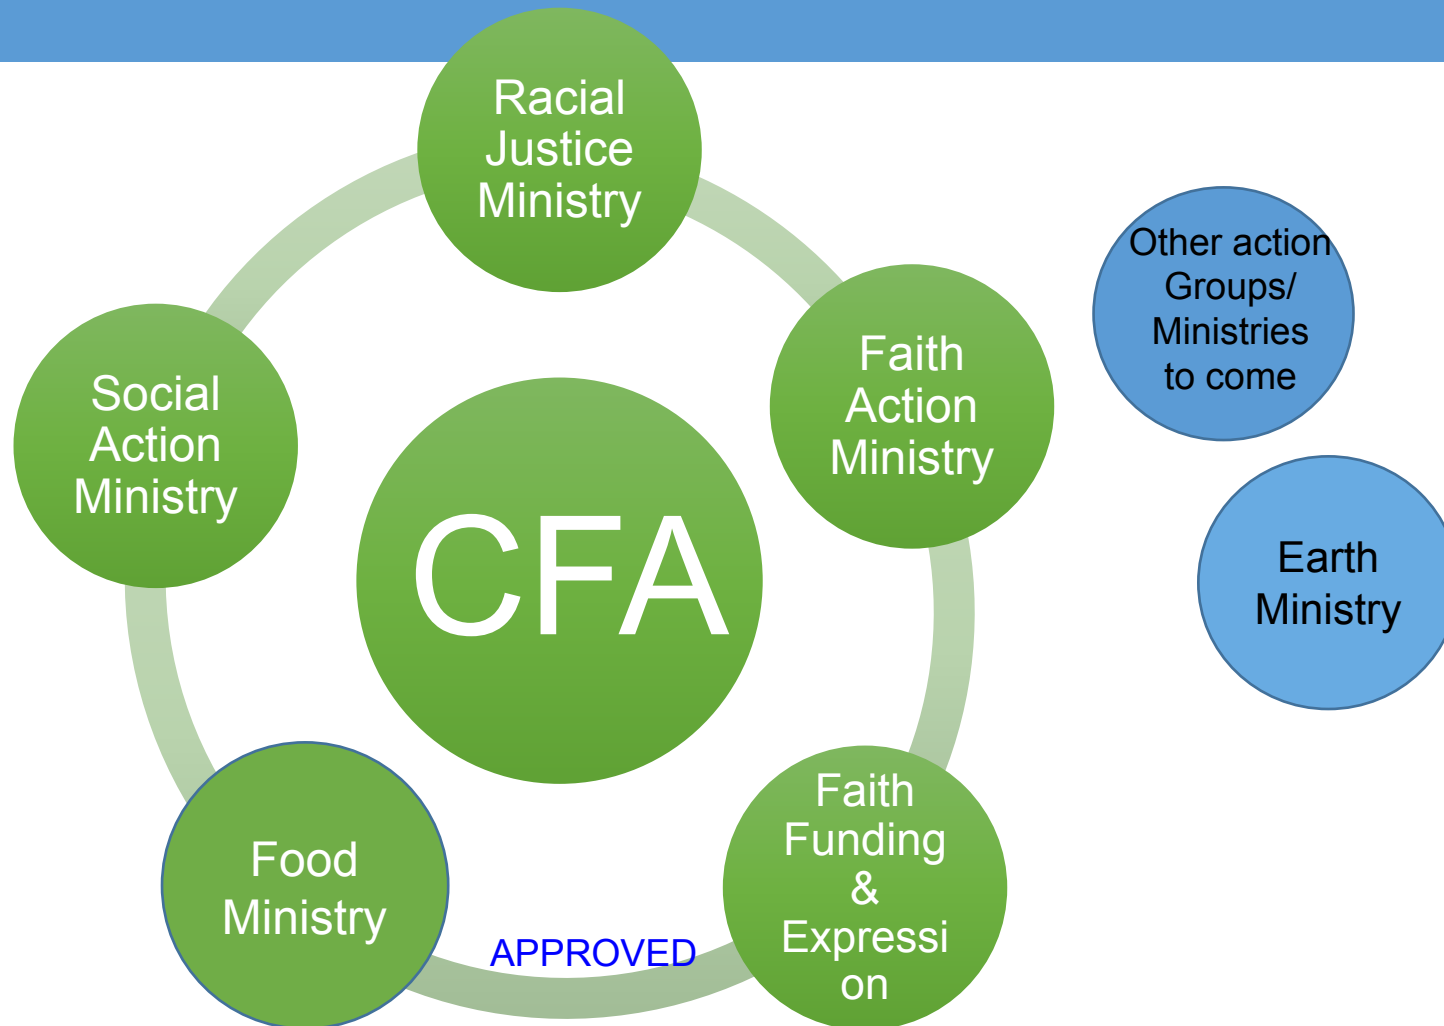 Racial
Justice
Ministry
Other action
Groups/
Ministries
to come
Faith
Action
Ministry
Social
Action
Ministry
CFA
Earth
Ministry
Faith
Funding
&
Expressi
on
Food
Ministry
APPROVED